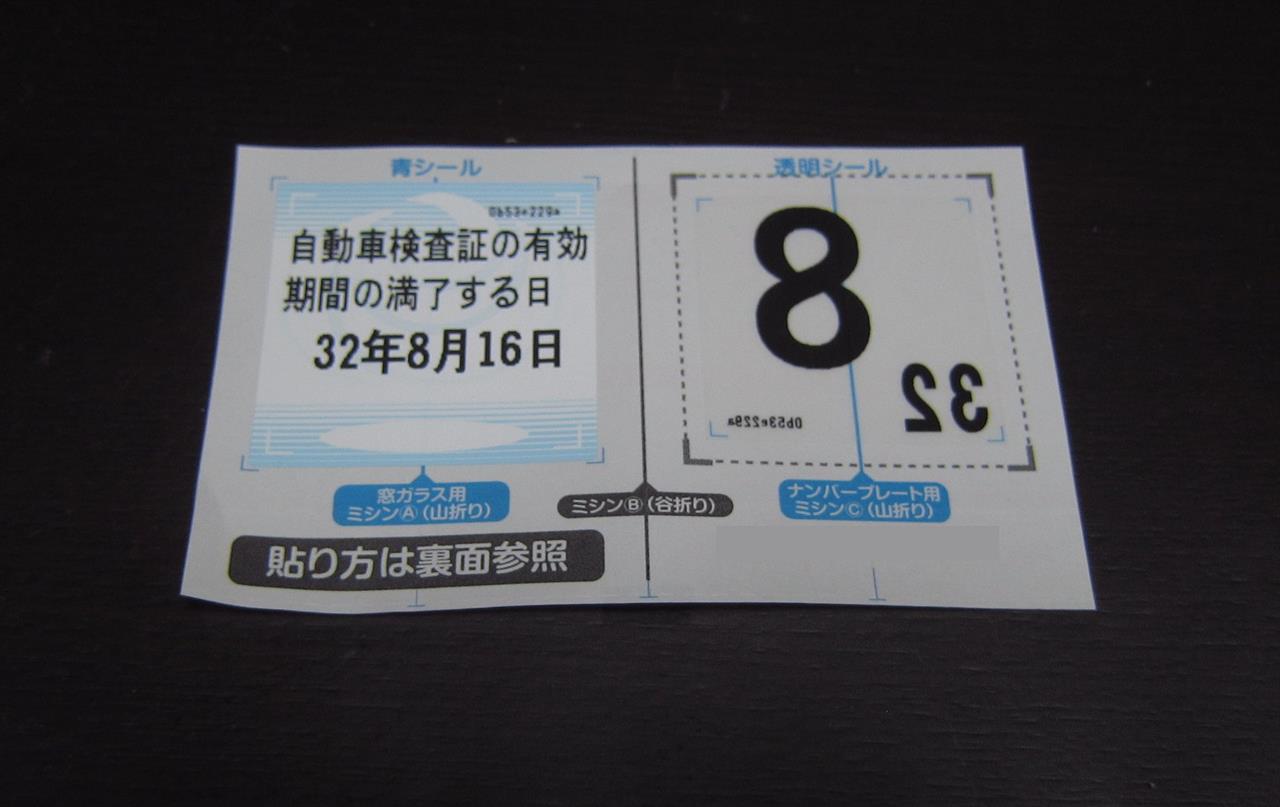 青シール
0b53e229a
自動車検査証の有効
期間の満了する日
32年8月16日
窓ガラス用
ミシンⒶ(山折り)
貼り方は裏面参照
ミシンⒷ(谷折り)
透明シール
8
32
0b53e229a
ナンバープレート用
ミシンⒸ(山折り)